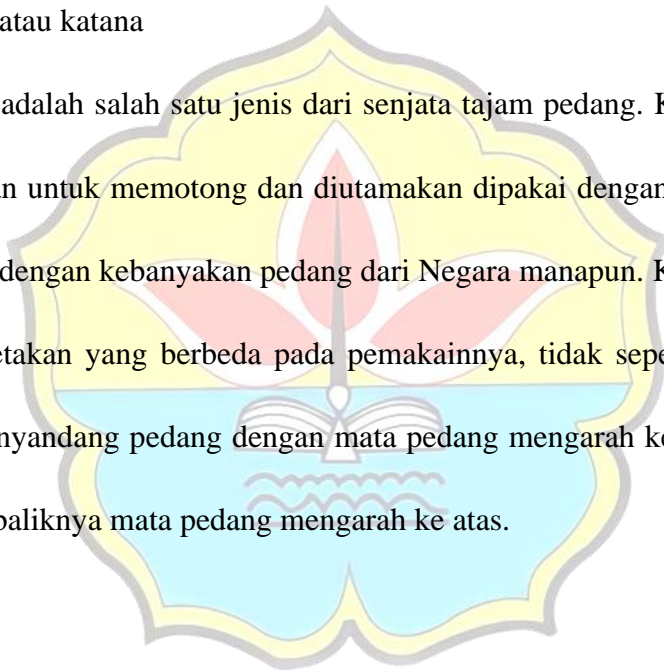 atau katana
adalah salah satu jenis dari senjata tajam pedang. K
an untuk memotong dan diutamakan dipakai dengan
dengan kebanyakan pedang dari Negara manapun. K
etakan yang berbeda pada pemakainnya, tidak sepe
nyandang pedang dengan mata pedang mengarah ke
baliknya mata pedang mengarah ke atas.